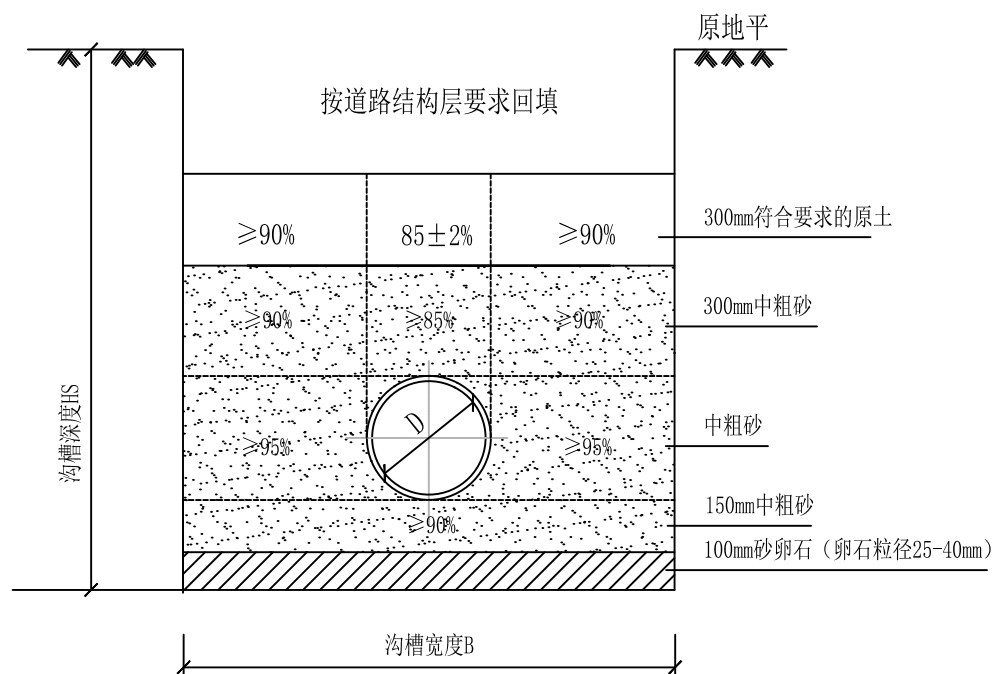 原地平
按道路结构层要求回填
≥90%
85±2%
≥90%
300mm符合要求的原土
≥90%
≥85%
≥90%
300mm中粗砂
沟槽深度HS
D
≥95%
≥95%
中粗砂
≥90%
150mm中粗砂
100mm砂卵石（卵石粒径25-40mm）
沟槽宽度B